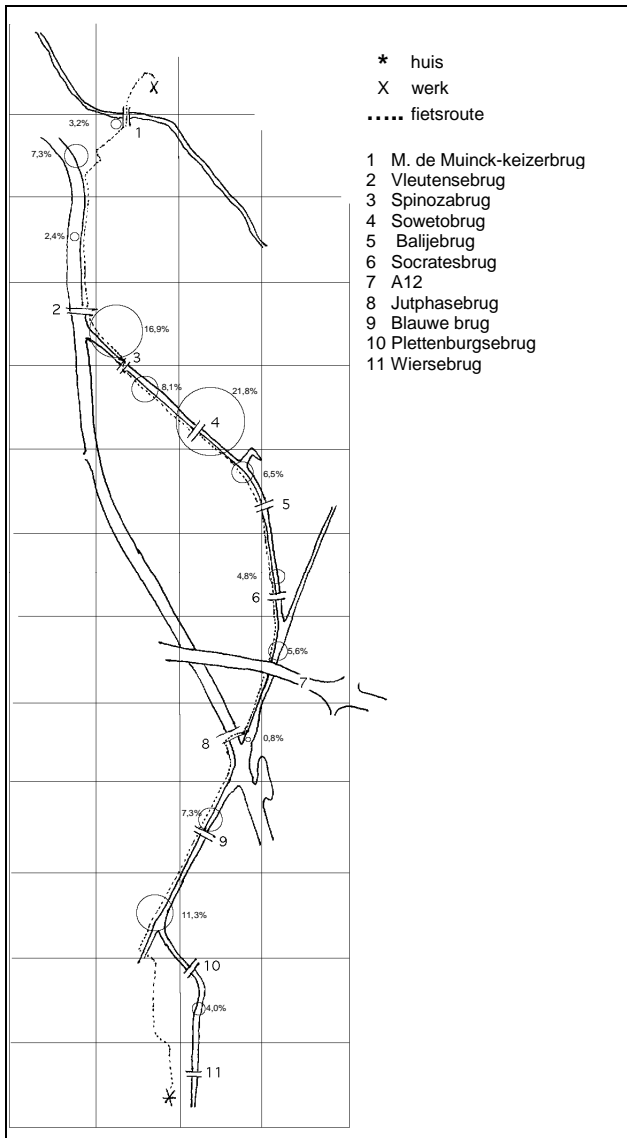 * huis
X werk
..... fietsroute
1 M. de Muinck-keizerbrug
2 Vleutensebrug
3 Spinozabrug
4 Sowetobrug
5 Balijebrug
6 Socratesbrug
7 A12
8 Jutphasebrug
9 Blauwe brug
10 Plettenburgsebrug
11 Wiersebrug
X
3,2%
1
7,3%
2,4%
2
16,9%
3
8,1%
21,8%
4
6,5%
5
4,8%
6
5,6%
7
8
0,8%
7,3%
9
11,3%
10
4,0%
11
*